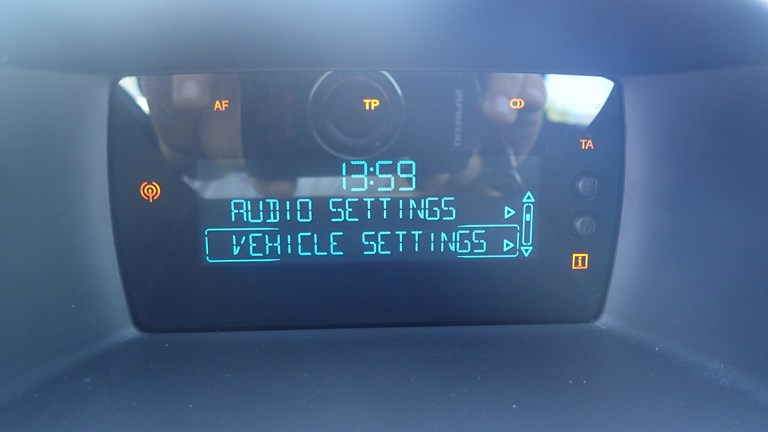 AF TP
TA
13:59
AUDIO SETTINGS
VEHICLE SETTINGS
i